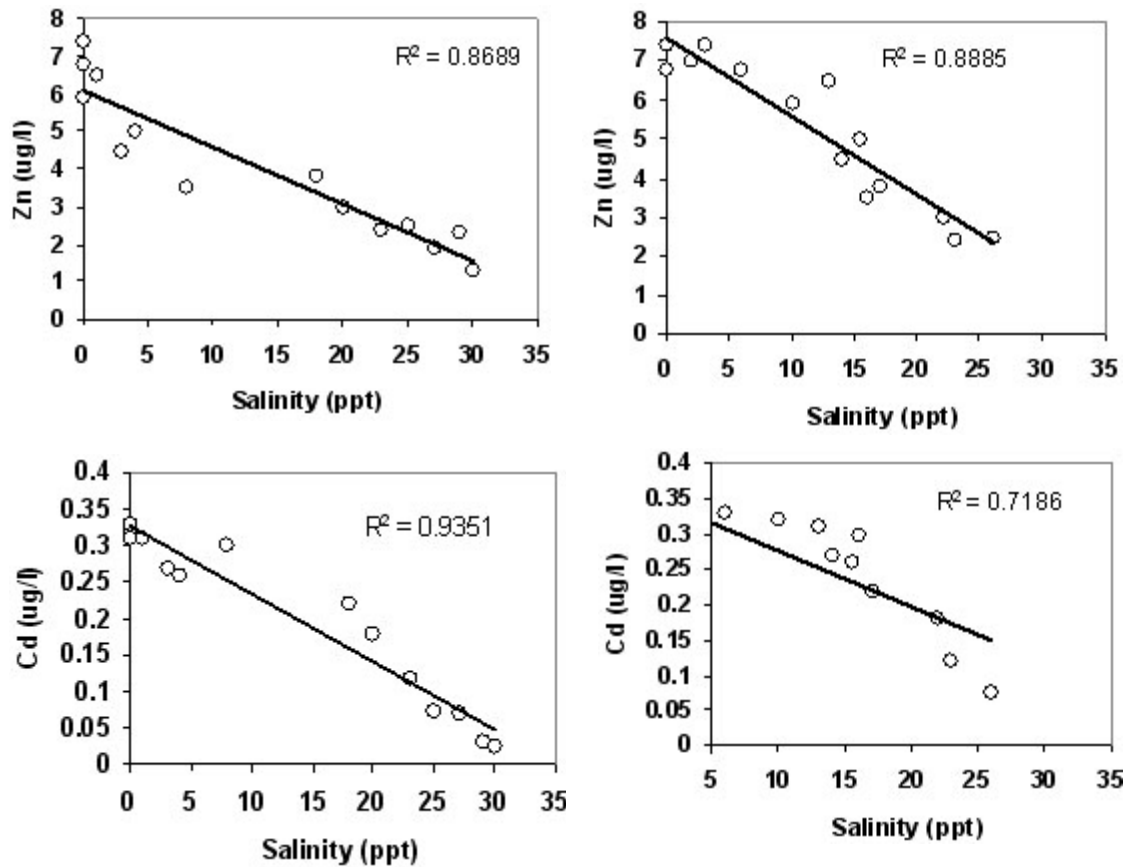 8
7
6
5
4
3
2
1
0
Zn (ug/l)
R² = 0.8689
0 5 10 15 20 25 30 35
Salinity (ppt)
8
7
6
5
4
3
2
1
0
Zn (ug/l)
R² = 0.8885
0 5 10 15 20 25 30 35
Salinity (ppt)
0.4
0.35
0.3
0.25
0.2
0.15
0.1
0.05
0
Cd (ug/l)
R² = 0.9351
0 5 10 15 20 25 30 35
Salinity (ppt)
0.4
0.35
0.3
0.25
0.2
0.15
0.1
0.05
0
Cd (ug/l)
R² = 0.7186
5 10 15 20 25 30 35
Salinity (ppt)